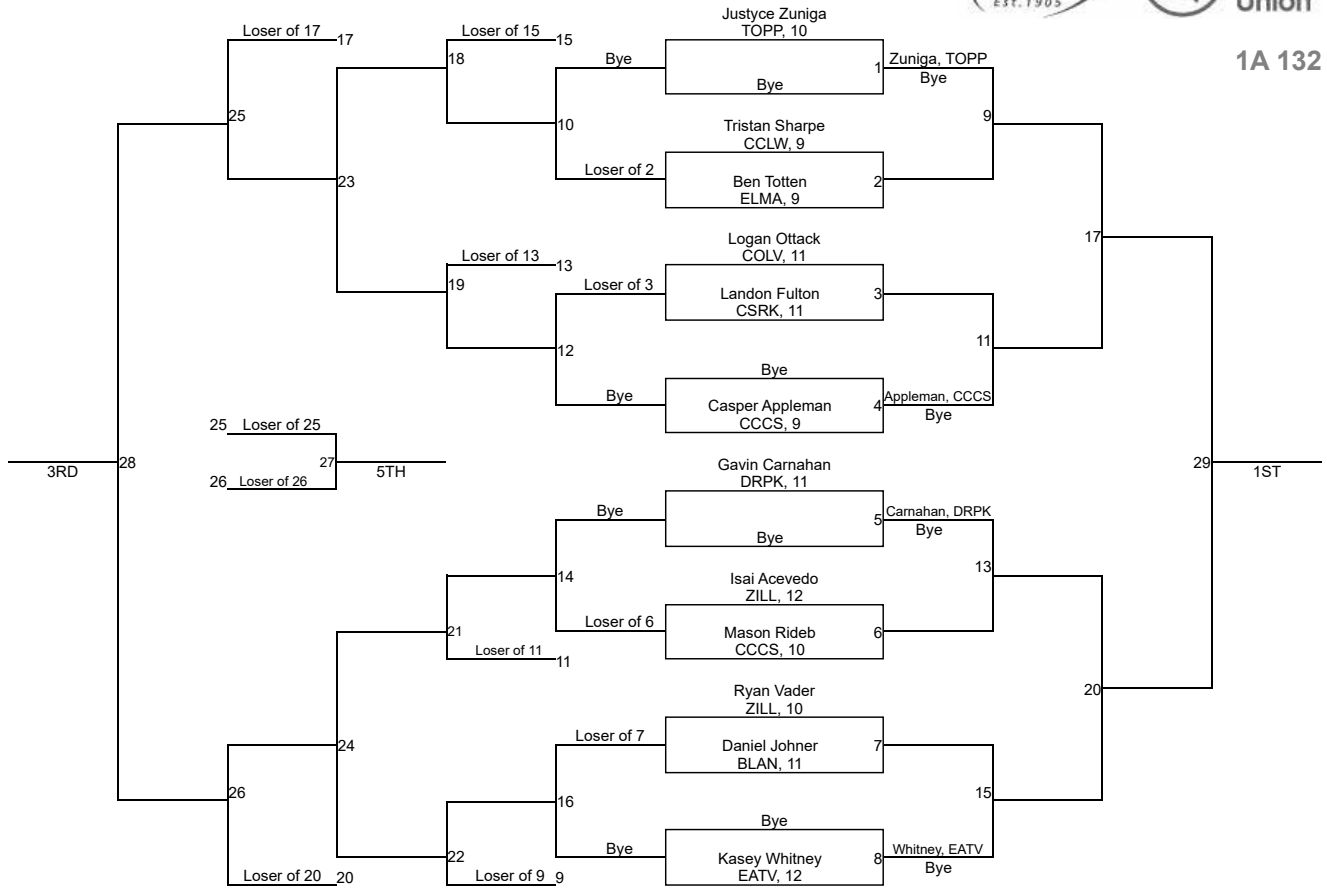 EST. 1905
Union
1A 132
Justyce Zuniga
TOPP, 10
Loser of 17
17
Loser of 15
15
18
Bye
Bye
1
Zuniga, TOPP
Bye
25
10
9
Tristan Sharpe
CCLW, 9
Loser of 2
Ben Totten
ELMA, 9
2
23
Logan Ottack
COLV, 11
17
Loser of 13
13
19
Loser of 3
Landon Fulton
CSRK, 11
3
12
11
Bye
Bye
Casper Appleman
CCCS, 9
4
Appleman, CCCS
Bye
25
Loser of 25
3RD
28
27
5TH
26
Loser of 26
29
1ST
Gavin Carnahan
DRPK, 11
Bye
Bye
5
Carnahan, DRPK
Bye
14
13
Isai Acevedo
ZILL, 12
21
Loser of 6
Mason Rideb
CCCS, 10
6
Loser of 11
11
20
Ryan Vader
ZILL, 10
24
Loser of 7
Daniel Johner
BLAN, 11
7
26
16
15
Bye
22
Bye
Kasey Whitney
EATV, 12
8
Whitney, EATV
Bye
Loser of 20
20
Loser of 9
9